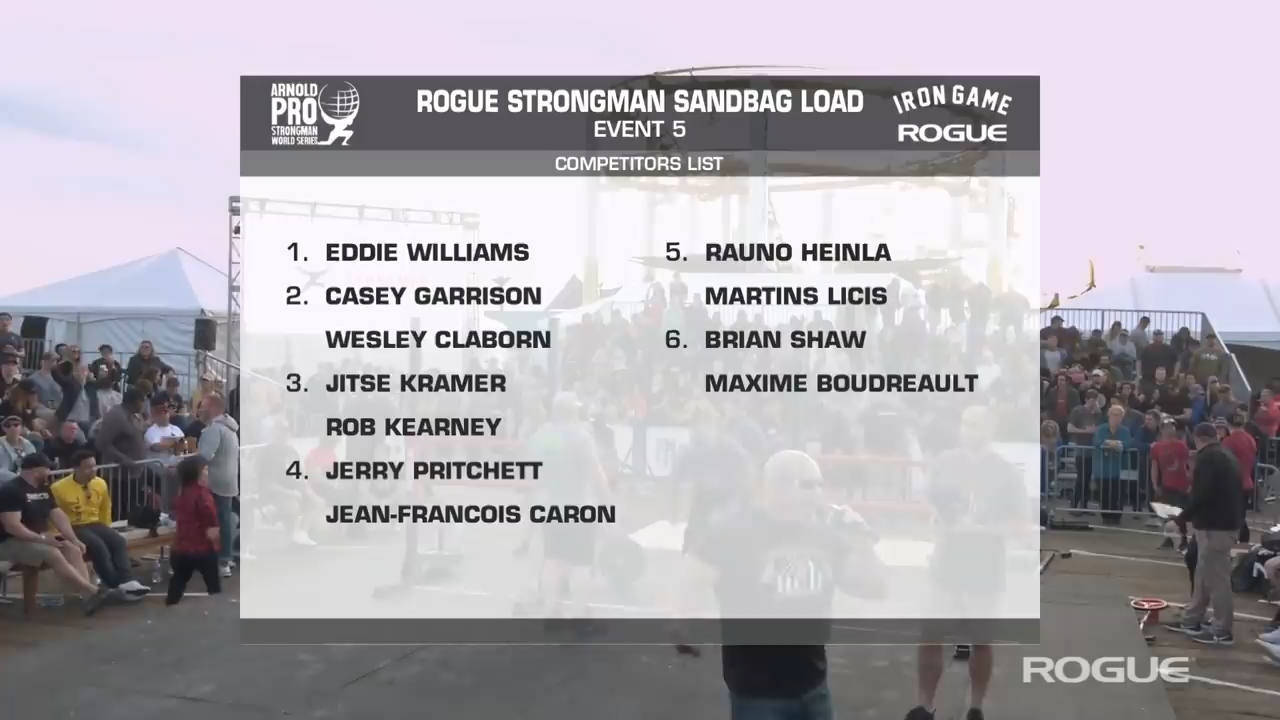 ARNOLD
PRO
STRONGMAN
WORLD SERIES
ROGUE STRONGMAN SANDBAG LOAD
EVENT 5
IRON GAME
ROGUE
COMPETITORS LIST
1. EDDIE WILLIAMS
2. CASEY GARRISON
WESLEY CLABORN
3. JITSE KRAMER
ROB KEARNEY
4. JERRY PRITCHETT
JEAN-FRANCOIS CARON
5. RAUNO HEINLA
MARTINS LICIS
6. BRIAN SHAW
MAXIME BOUDREAULT
ROGUE